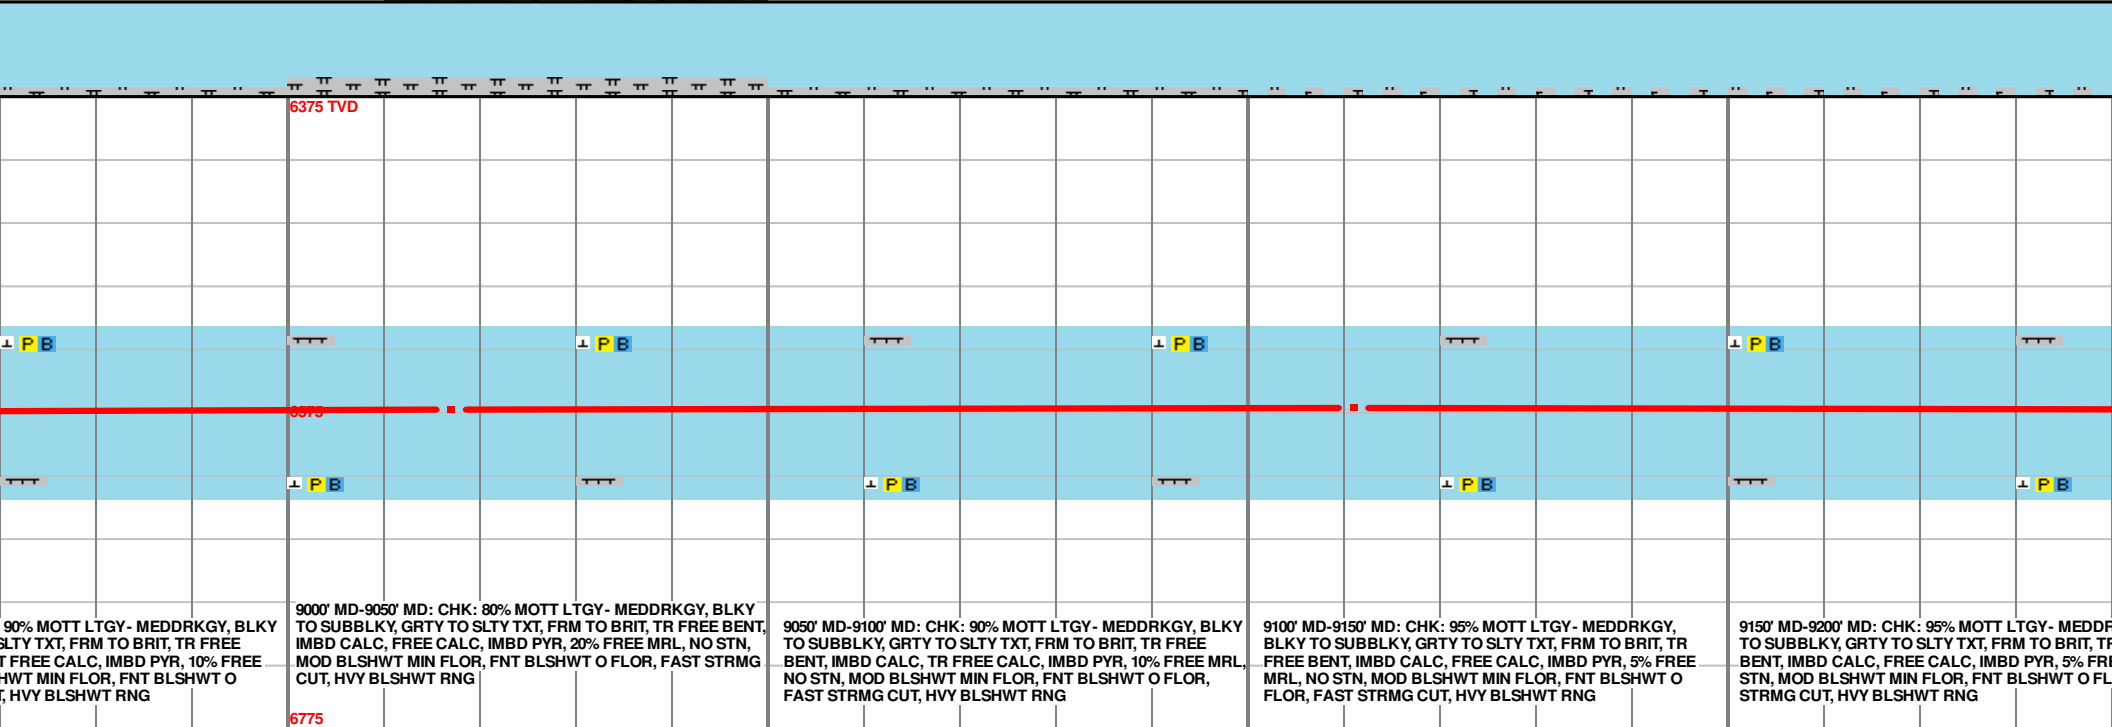 6375 TVD
P B
P B
P B
P B
6575
P B
P B
P B
P B
90% MOTT LTGY- MEDDRKGY, BLKY
SLTY TXT, FRM TO BRIT, TR FREE
T FREE CALC, IMBD PYR, 10% FREE
HWT MIN FLOR, FNT BLSHWT O
T, HVY BLSHWT RNG
9000' MD-9050' MD: CHK: 80% MOTT LTGY- MEDDRKGY, BLKY
TO SUBBLKY, GRTY TO SLTY TXT, FRM TO BRIT, TR FREE BENT,
IMBD CALC, FREE CALC, IMBD PYR, 20% FREE MRL, NO STN,
MOD BLSHWT MIN FLOR, FNT BLSHWT O FLOR, FAST STRMG
CUT, HVY BLSHWT RNG
9050' MD-9100' MD: CHK: 90% MOTT LTGY- MEDDRKGY, BLKY
TO SUBBLKY, GRTY TO SLTY TXT, FRM TO BRIT, TR FREE
BENT, IMBD CALC, TR FREE CALC, IMBD PYR, 10% FREE MRL,
NO STN, MOD BLSHWT MIN FLOR, FNT BLSHWT O FLOR,
FAST STRMG CUT, HVY BLSHWT RNG
9100' MD-9150' MD: CHK: 95% MOTT LTGY- MEDDRKGY,
BLKY TO SUBBLKY, GRTY TO SLTY TXT, FRM TO BRIT, TR
FREE BENT, IMBD CALC, FREE CALC, IMBD PYR, 5% FREE
MRL, NO STN, MOD BLSHWT MIN FLOR, FNT BLSHWT O
FLOR, FAST STRMG CUT, HVY BLSHWT RNG
9150' MD-9200' MD: CHK: 95% MOTT LTGY- MEDDR
TO SUBBLKY, GRTY TO SLTY TXT, FRM TO BRIT, TR
BENT, IMBD CALC, FREE CALC, IMBD PYR, 5% FRE
STN, MOD BLSHWT MIN FLOR, FNT BLSHWT O FL
STRMG CUT, HVY BLSHWT RNG
6775